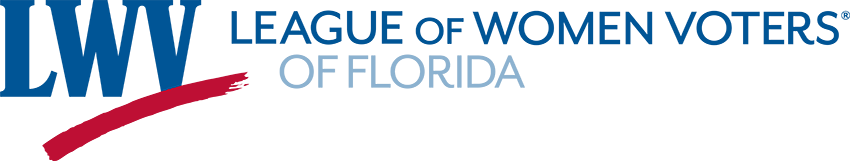 LWV
LEAGUE OF WOMEN VOTERS®
OF FLORIDA